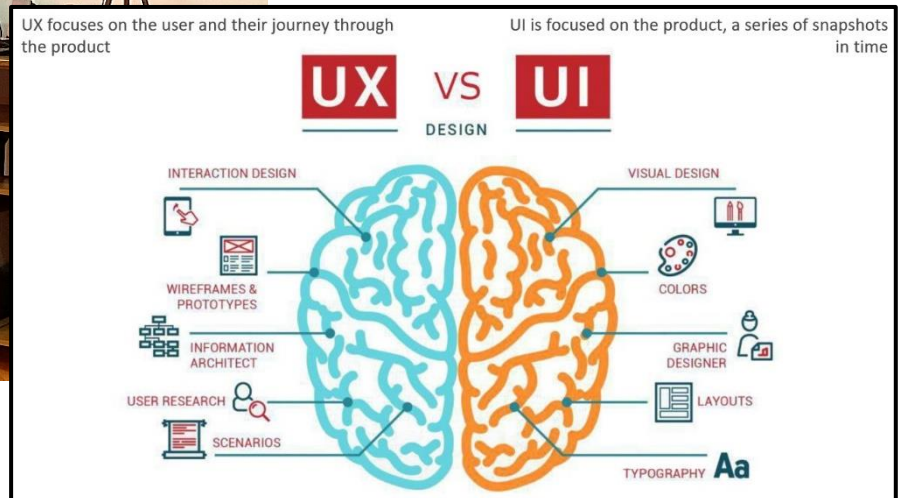 UX focuses on the user and their journey through
the product
UI is focused on the product, a series of snapshots
in time
UX VS UI
DESIGN
INTERACTION DESIGN
WIREFRAMES &
PROTOTYPES
INFORMATION
ARCHITECT
USER RESEARCH
SCENARIOS
VISUAL DESIGN
COLORS
GRAPHIC
DESIGNER
LAYOUTS
TYPOGRAPHY Aa